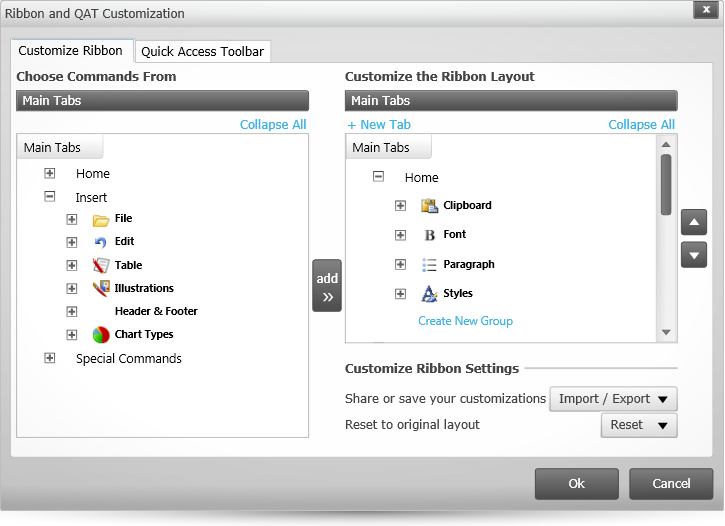 Ribbon and QAT Customization
Customize Ribbon
Quick Access Toolbar
Choose Commands From
Main Tabs
Collapse All
Main Tabs
Home
Insert
File
Edit
Table
Illustrations
Header & Footer
Chart Types
Special Commands
add
»
Customize the Ribbon Layout
Main Tabs
+ New Tab
Collapse All
Main Tabs
Home
Clipboard
B Font
Paragraph
Styles
Create New Group
Customize Ribbon Settings
Share or save your customizations
Import / Export
Reset to original layout
Reset
Ok
Cancel